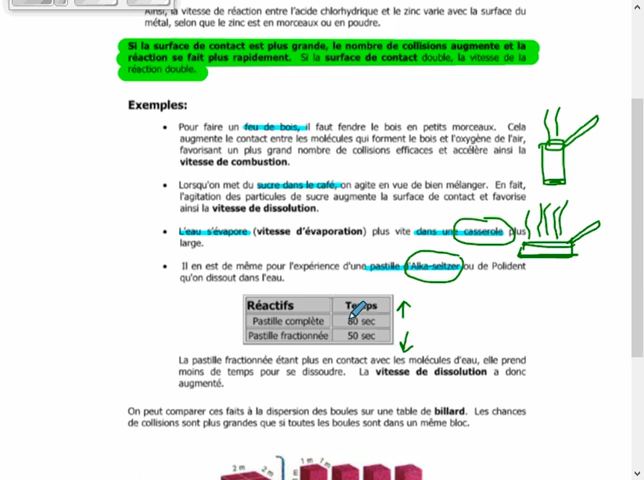 Ainsi, la vitesse de réaction entre l'acide chlorhydrique et le zinc varie avec la surface du
métal, selon que le zinc est en morceaux ou en poudre.
Si la surface de contact est plus grande, le nombre de collisions augmente et la
réaction se fait plus rapidement. Si la surface de contact double, la vitesse de la
réaction double.
Exemples:
• Pour faire un feu de bois, il faut fendre le bois en petits morceaux. Cela
augmente le contact entre les molécules qui forment le bois et l'oxygène de l'air,
favorisant un plus grand nombre de collisions efficaces et accélère ainsi la
vitesse de combustion.
• Lorsqu'on met du sucre dans le café, on agite en vue de bien mélanger. En fait,
l'agitation des particules de sucre augmente la surface de contact et favorise
ainsi la vitesse de dissolution.
• L'eau s'évapore (vitesse d'évaporation) plus vite dans une casserole plus
large.
• Il en est de même pour l'expérience d'une pastille d'Alka-seltzer ou de Polident
qu'on dissout dans l'eau.
Réactifs Temps
Pastille complète 80 sec
Pastille fractionnée 50 sec
La pastille fractionnée étant plus en contact avec les molécules d'eau, elle prend
moins de temps pour se dissoudre. La vitesse de dissolution a donc
augmenté.
On peut comparer ces faits à la dispersion des boules sur une table de billard. Les chances
de collisions sont plus grandes que si toutes les boules sont dans un même bloc.
2 m 2 m 1 m 1 m